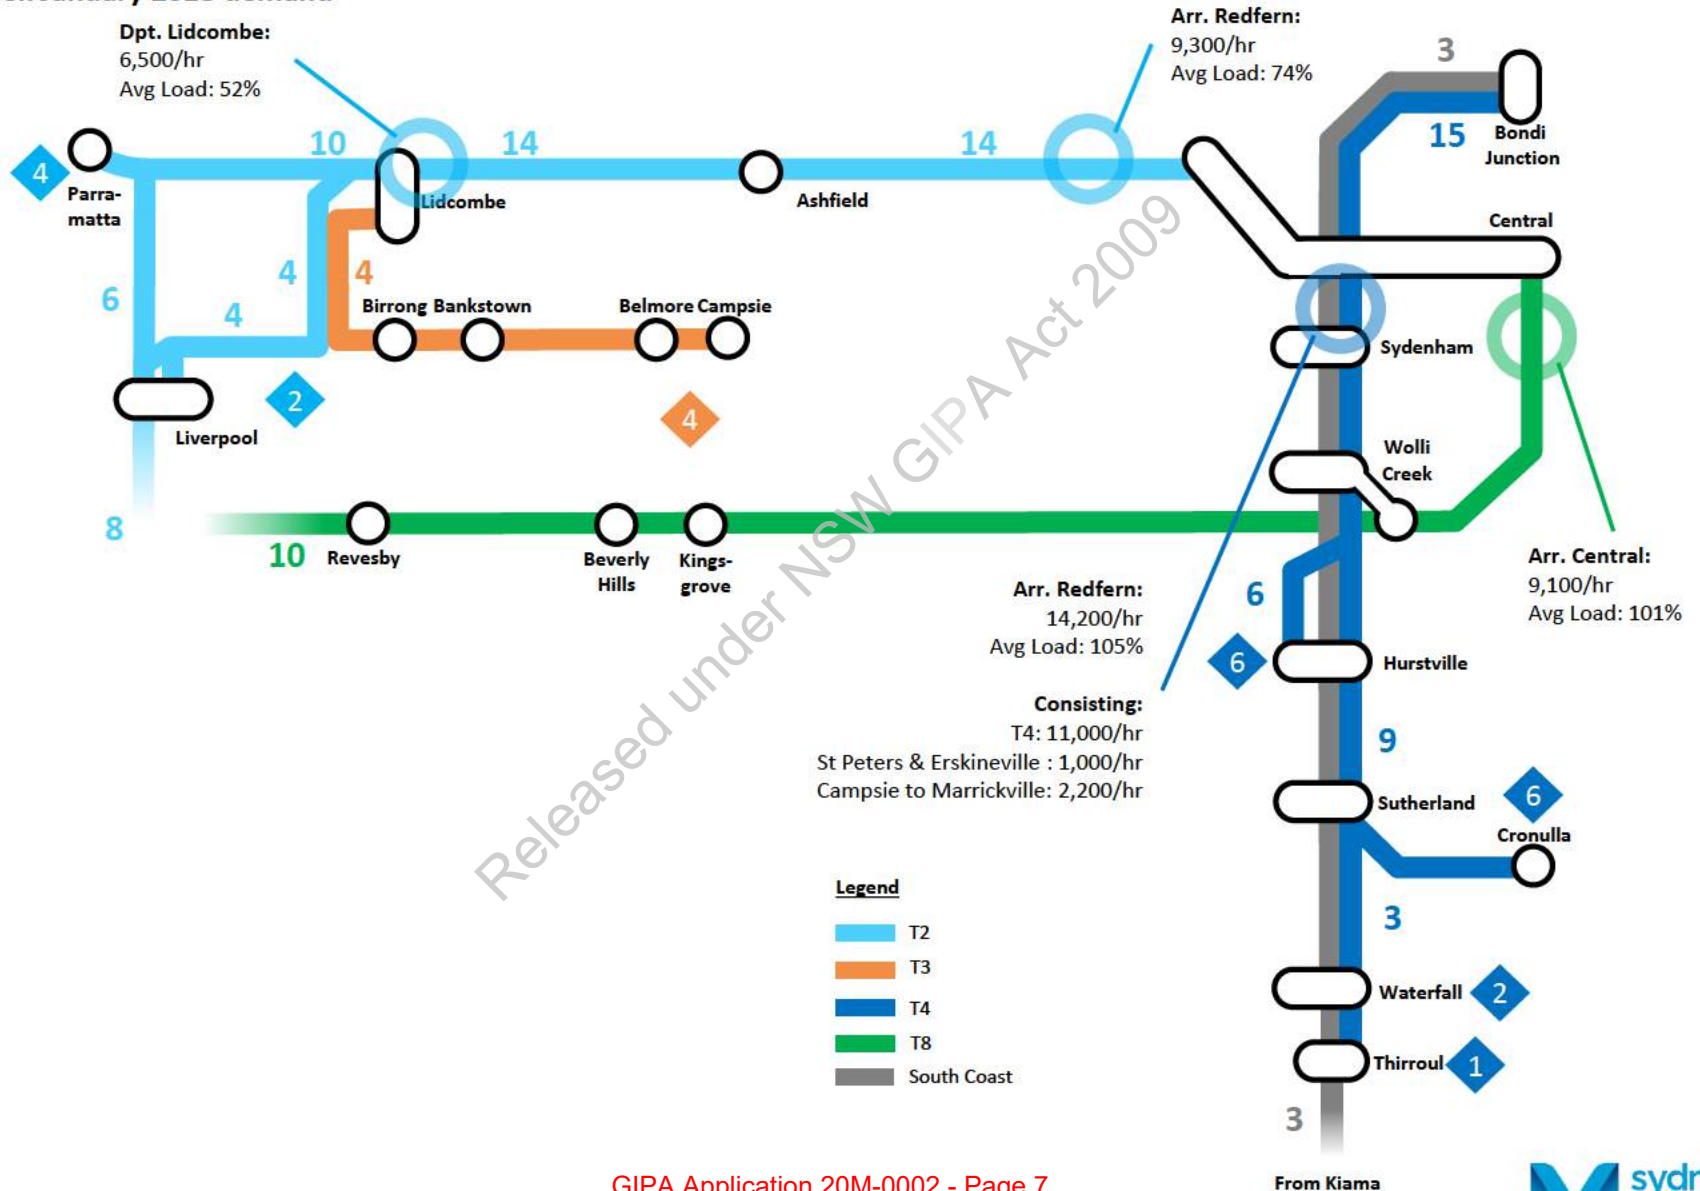 Dpt. Lidcombe:
6,500/hr
Avg Load: 52%
Arr. Redfern:
9,300/hr
Avg Load: 74%
3
15
Bondi
Junction
10
14
14
4
Parra-
matta
Lidcombe
Ashfield
Central
6
4
4
4
Birrong
Bankstown
Belmore
Campsie
Sydenham
2
4
Liverpool
Wolli
Creek
8
10
Revesby
Beverly
Hills
Kings-
grove
Arr. Central:
9,100/hr
Avg Load: 101%
Arr. Redfern:
14,200/hr
Avg Load: 105%
6
6
Hurstville
Consisting:
T4: 11,000/hr
St Peters & Erskineville : 1,000/hr
Campsie to Marrickville: 2,200/hr
9
Sutherland
6
Cronulla
3
Legend
T2
T3
T4
T8
South Coast
Waterfall
2
Thirroul
1
3
From Kiama
Released under NSW GIPA Act 2009
GIPA Application 20M-0002 - Page 7